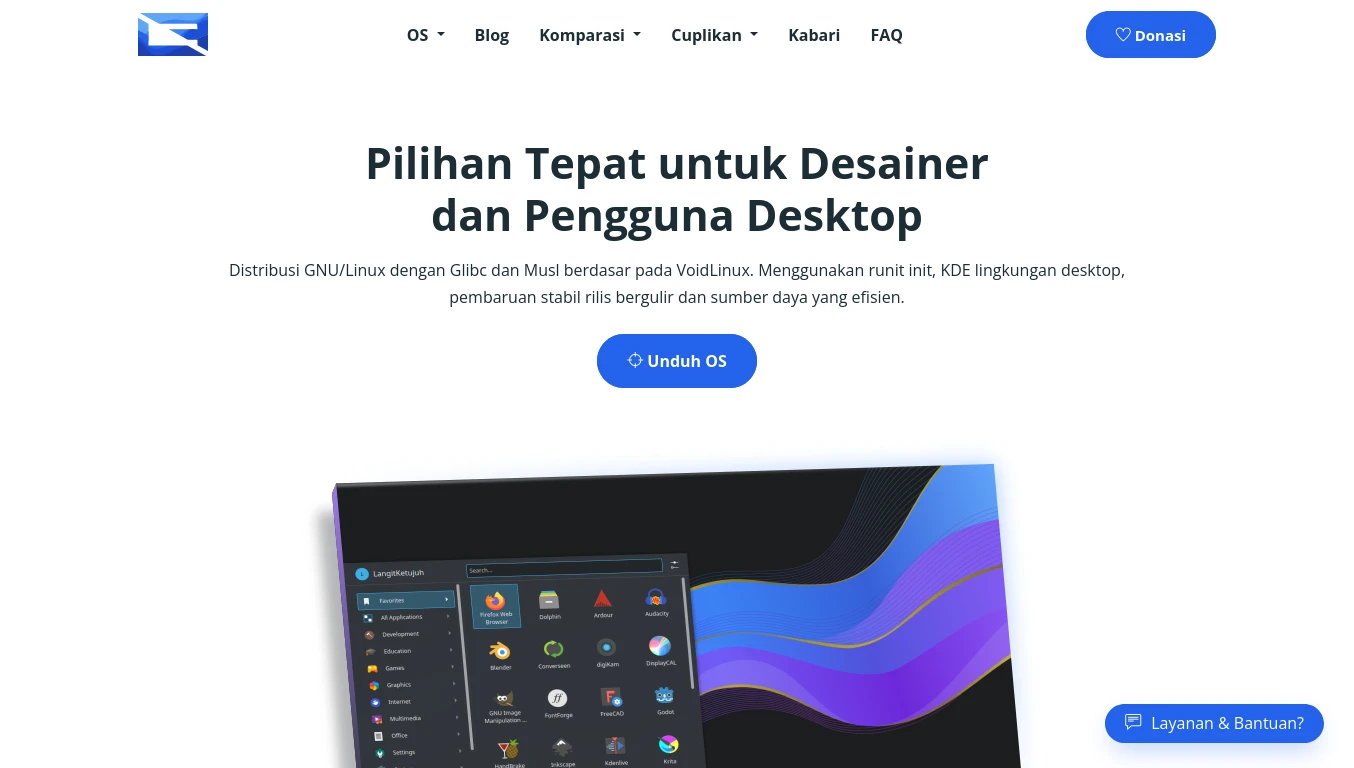 OS
Blog
Komparasi
Cuplikan
Kabari
FAQ
Donasi
Pilihan Tepat untuk Desainer
dan Pengguna Desktop
Distribusi GNU/Linux dengan Glibc dan Musl berdasar pada VoidLinux. Menggunakan runit init, KDE lingkungan desktop,
pembaruan stabil rilis bergulir dan sumber daya yang efisien.
Unduh OS
LangitKetujuh
Search...
Favorites
All Applications
Development
Education
Games
Graphics
Internet
Multimedia
Office
Settings
Firefox Web
Browser
Dolphin
Ardour
Audacity
Blender
Converseen
digiKam
DisplayCAL
GNU Image
Manipulation ...
FontForge
FreeCAD
Godot
HandBrake
Inkscape
Kdenlive
Krita
Layanan & Bantuan?